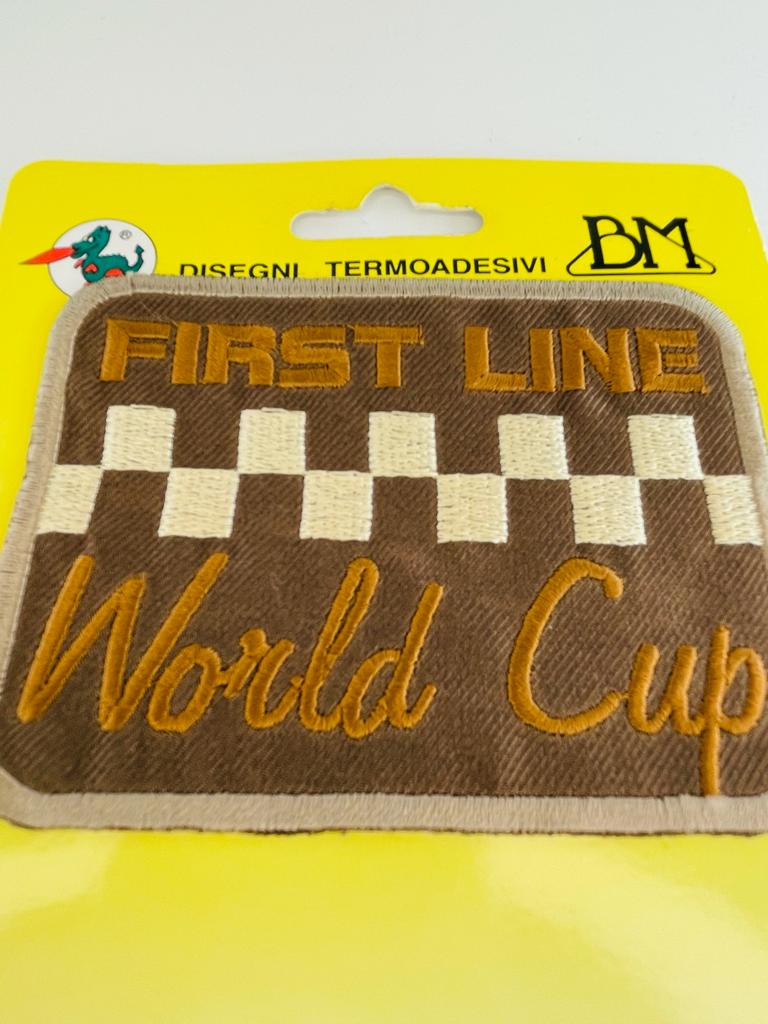 ®
DISEGNI TERMOADESIVI
BM
FIRST LINE
World Cup